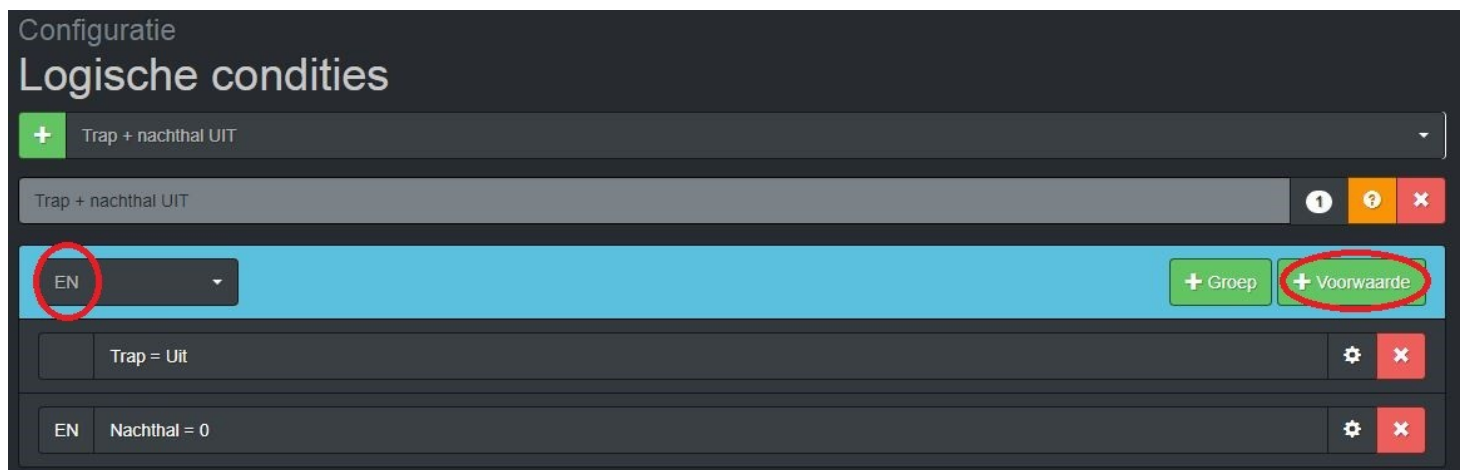 Configuratie
Logische condities
+ Trap + nachthal UIT
Trap + nachthal UIT 1 ? ×
EN + Groep + Voorwaarde
Trap = Uit ×
EN Nachthal = 0 ×